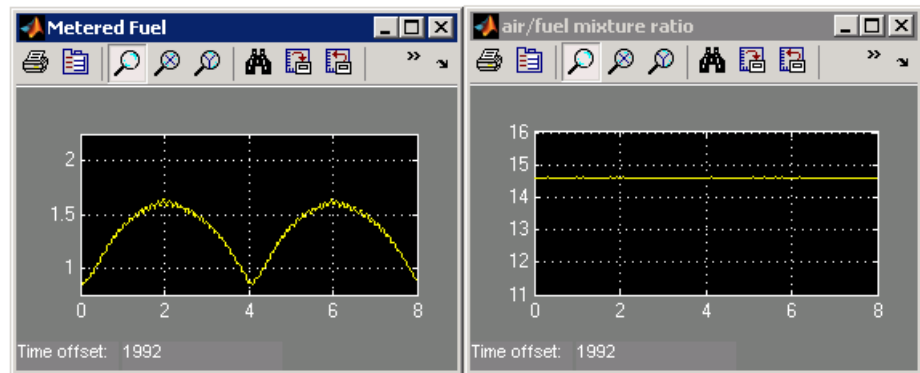 Metered Fuel
2
1.5
1
0 2 4 6 8
Time offset: 1992
air/fuel mixture ratio
16
15
14
13
12
11
0 2 4 6 8
Time offset: 1992